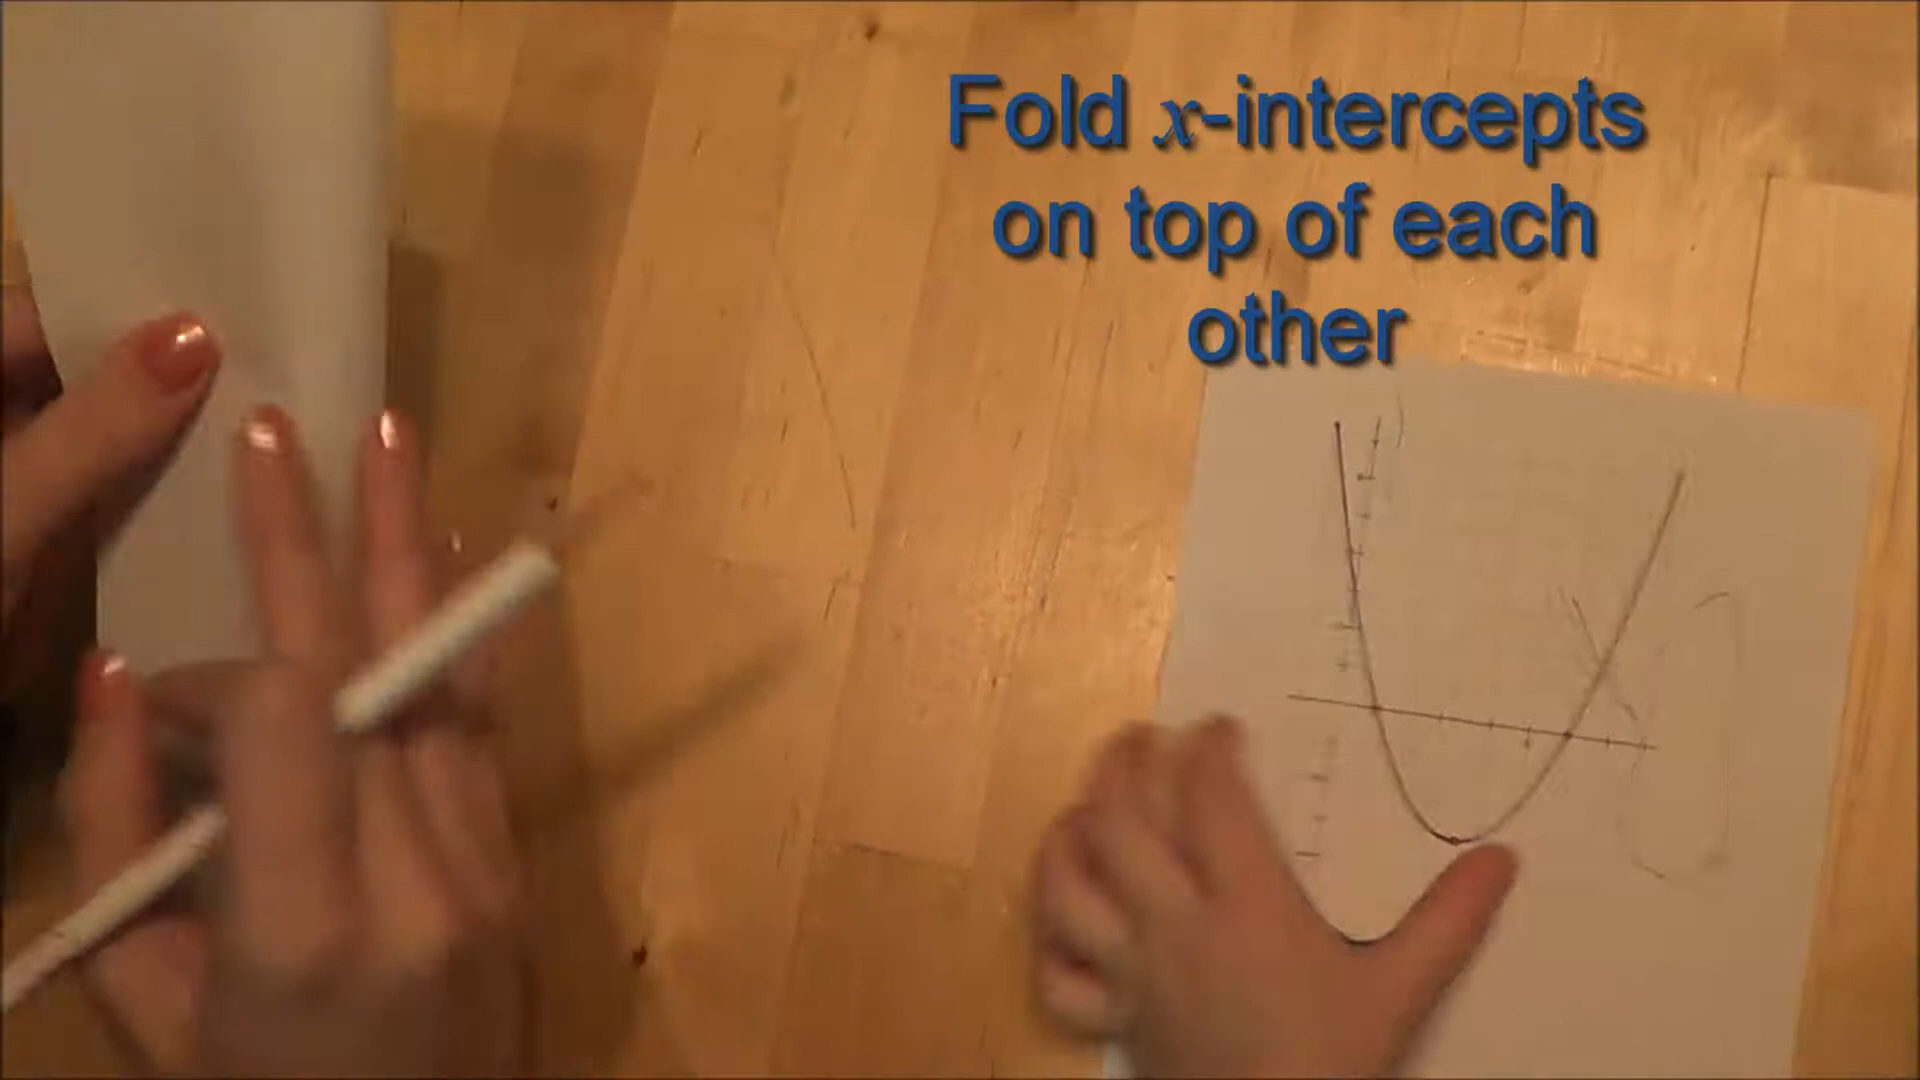 Fold x-intercepts
on top of each
other